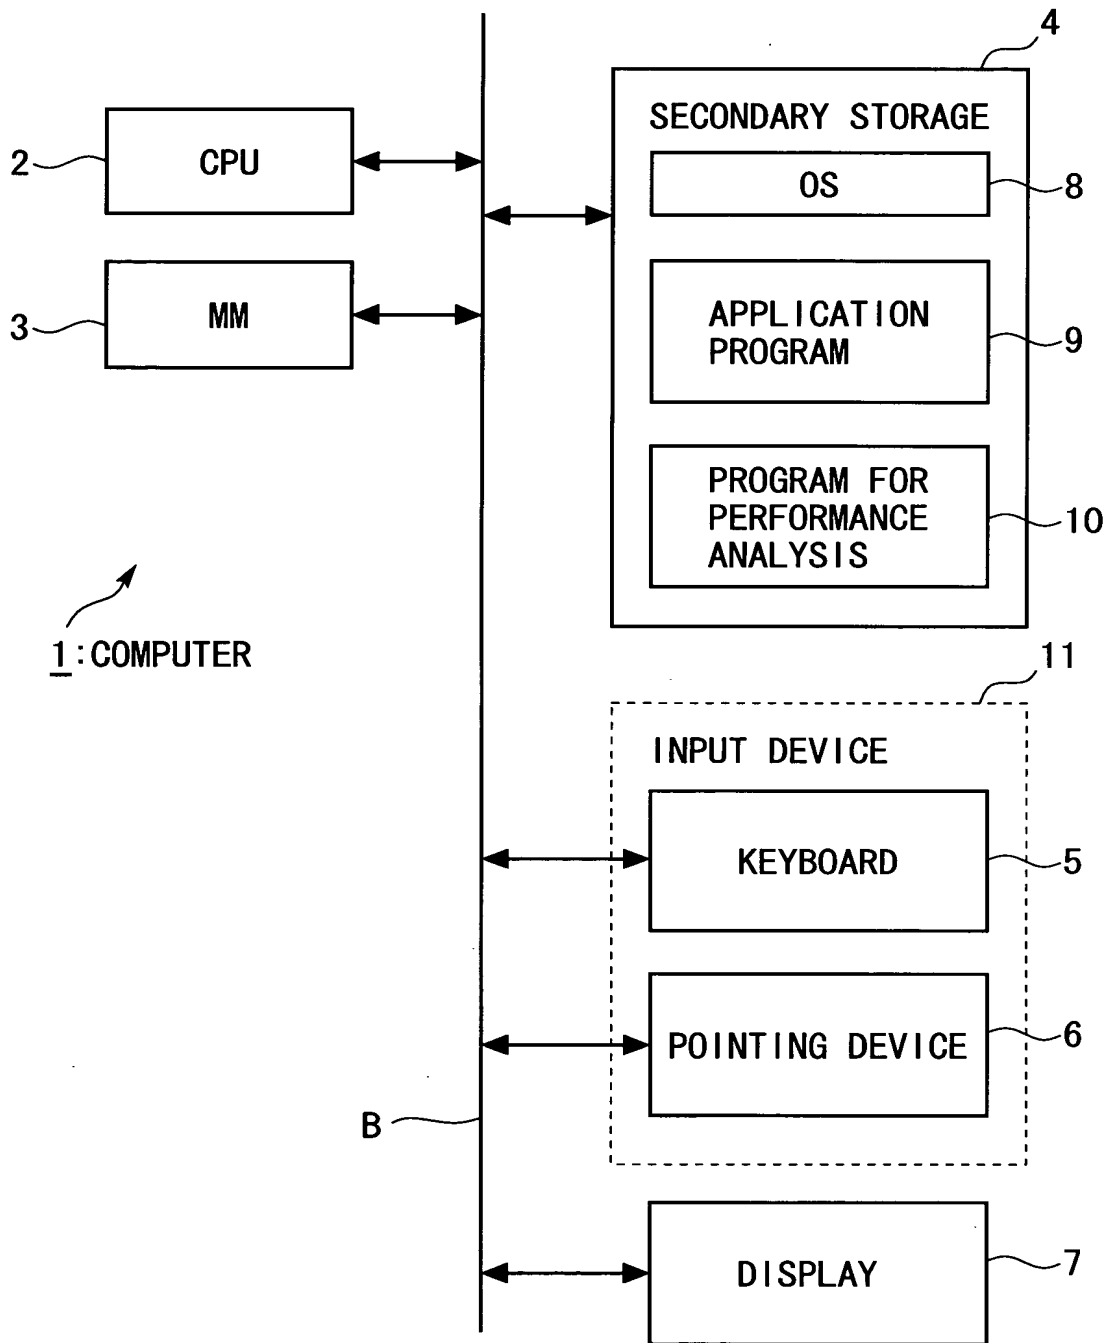 4
SECONDARY STORAGE
2
CPU
OS
8
3
MM
APPLICATION
PROGRAM
9
PROGRAM FOR
PERFORMANCE
ANALYSIS
10
1:COMPUTER
11
INPUT DEVICE
KEYBOARD
5
POINTING DEVICE
6
B
DISPLAY
7